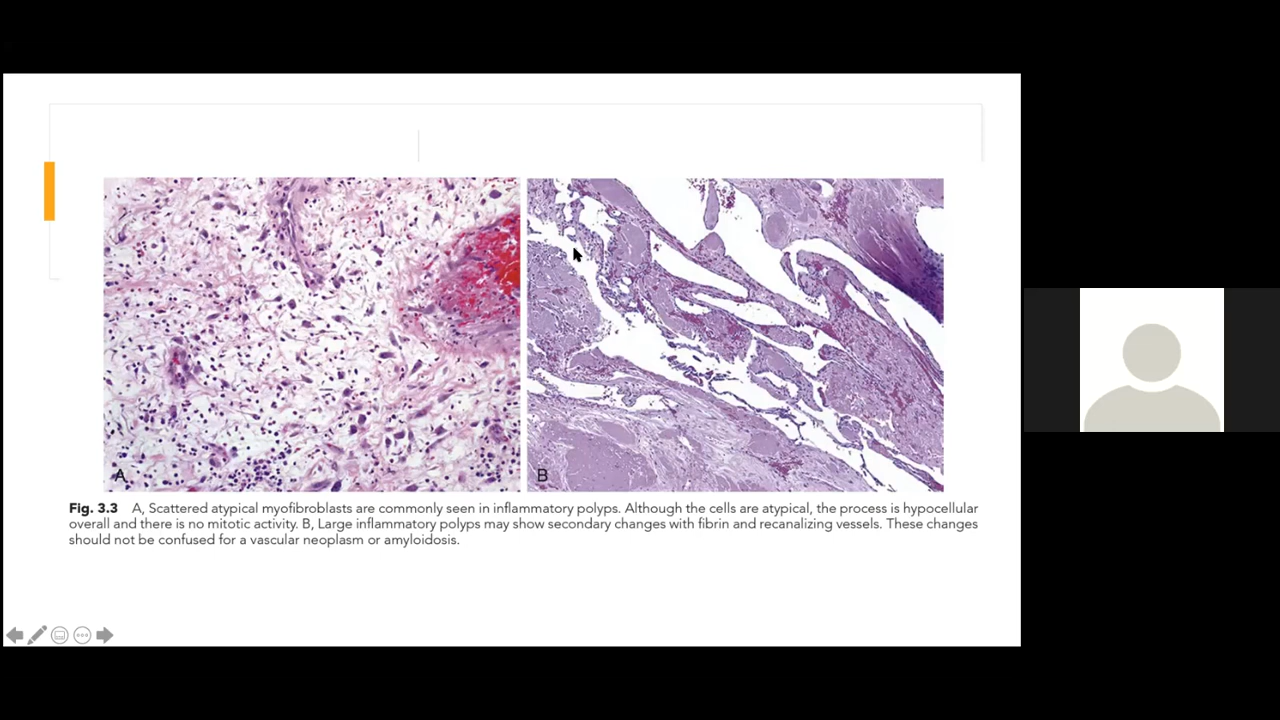 A
B
Fig. 3.3 A, Scattered atypical myofibroblasts are commonly seen in inflammatory polyps. Although the cells are atypical, the process is hypocellular
overall and there is no mitotic activity. B, Large inflammatory polyps may show secondary changes with fibrin and recanalizing vessels. These changes
should not be confused for a vascular neoplasm or amyloidosis.